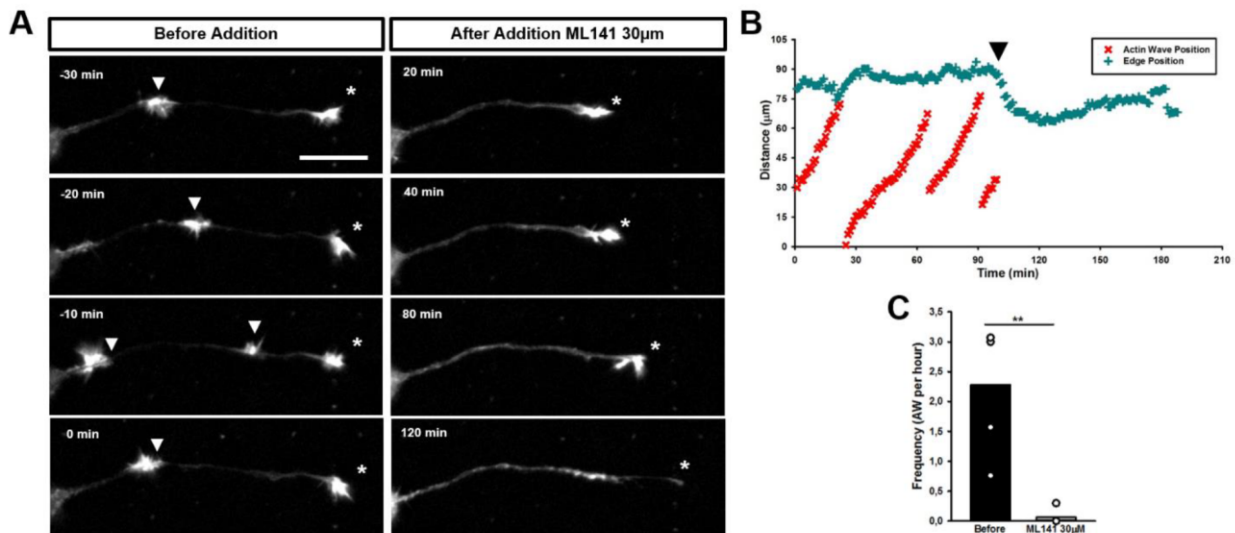 A
Before Addition
After Addition ML141 30µm
-30 min
20 min
-20 min
40 min
-10 min
80 min
0 min
120 min
B
Actin Wave Position
Edge Position
Distance (µm)
105
90
75
60
45
30
15
0
0 30 60 90 120 150 180 210
Time (min)
C
**
Frequency (AW per hour)
3,5
3,0
2,5
2,0
1,5
1,0
0,5
0,0
Before ML141 30µM